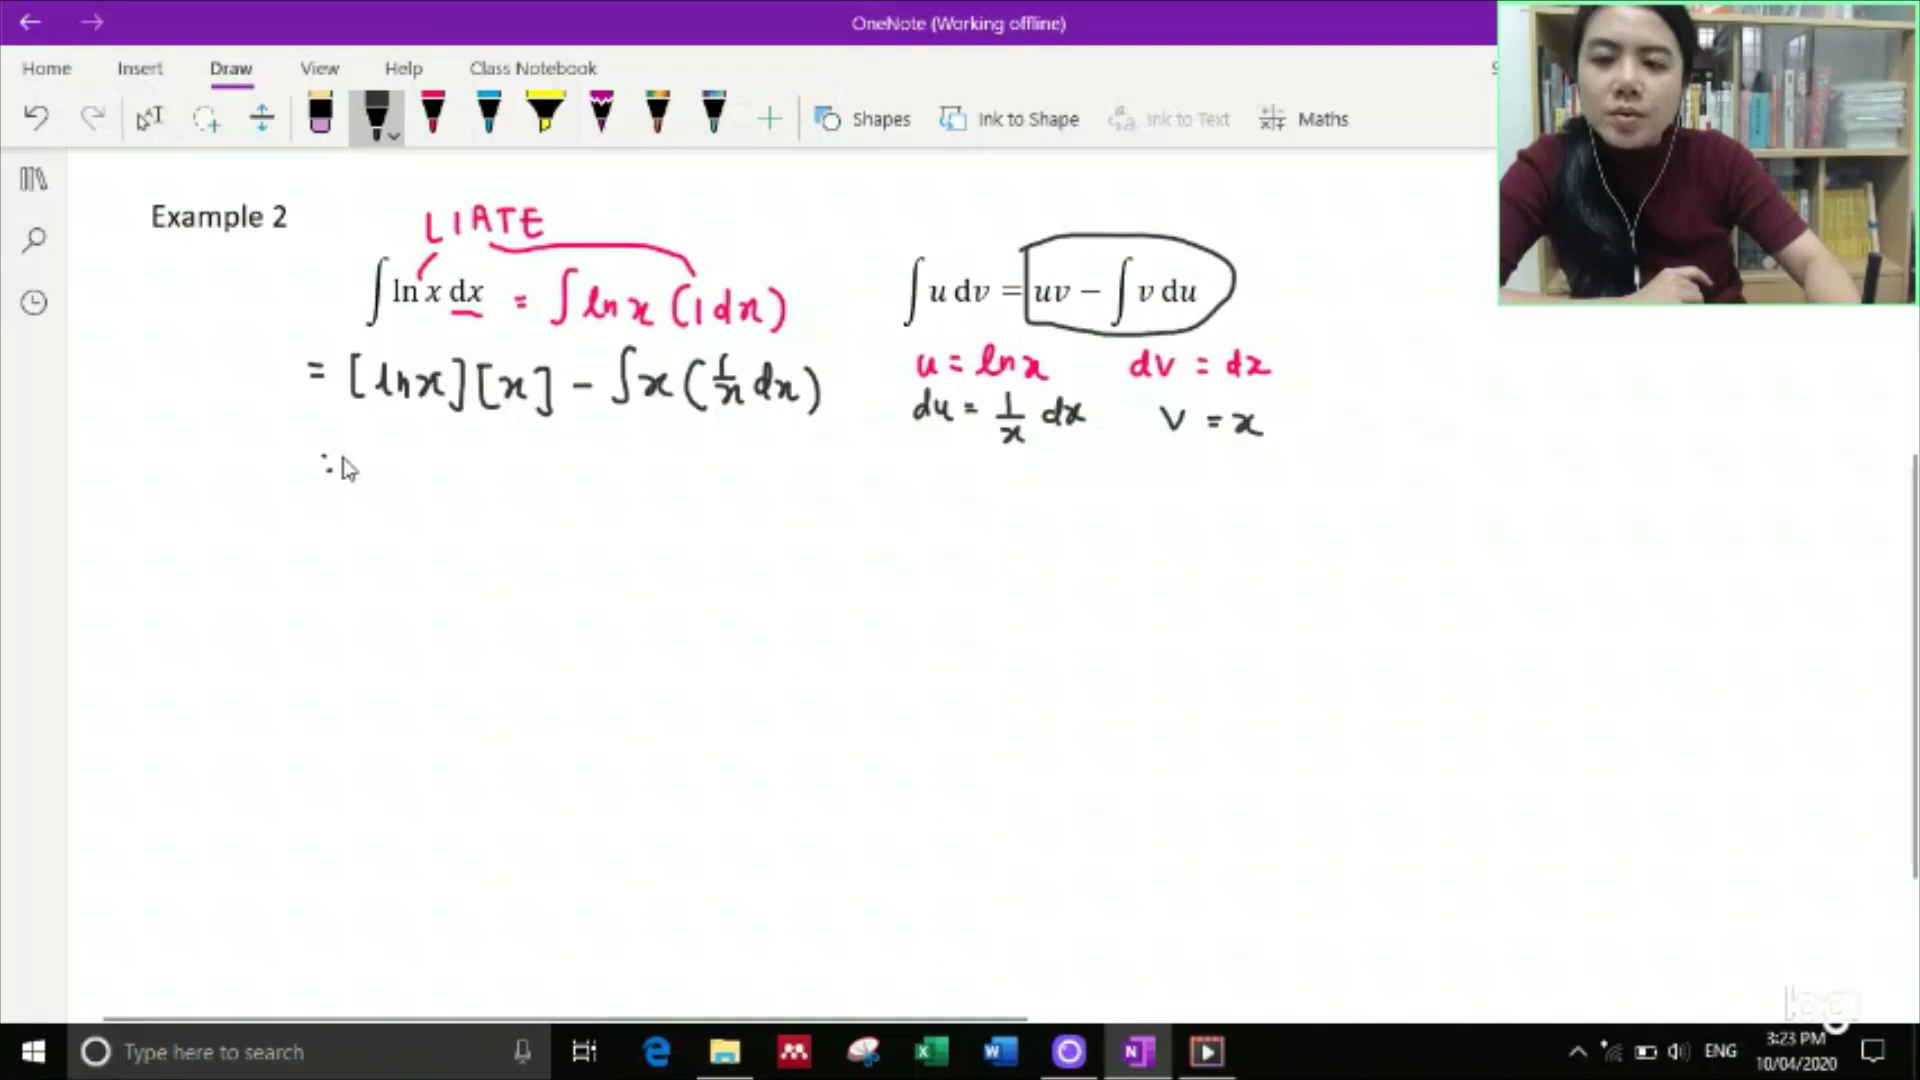 OneNote (Working offline)
Home Insert Draw View Help Class Notebook
Shapes Ink to Shape Ink to Text Maths
Example 2
LIATE
∫ ln x dx = ∫ ln x (1 dx)
∫ u dv = uv − ∫ v du
= [ln x][x] − ∫ x (1/x dx)
u = ln x dv = dx
du = 1/x dx v = x
Type here to search
ENG
3:23 PM
10/04/2020